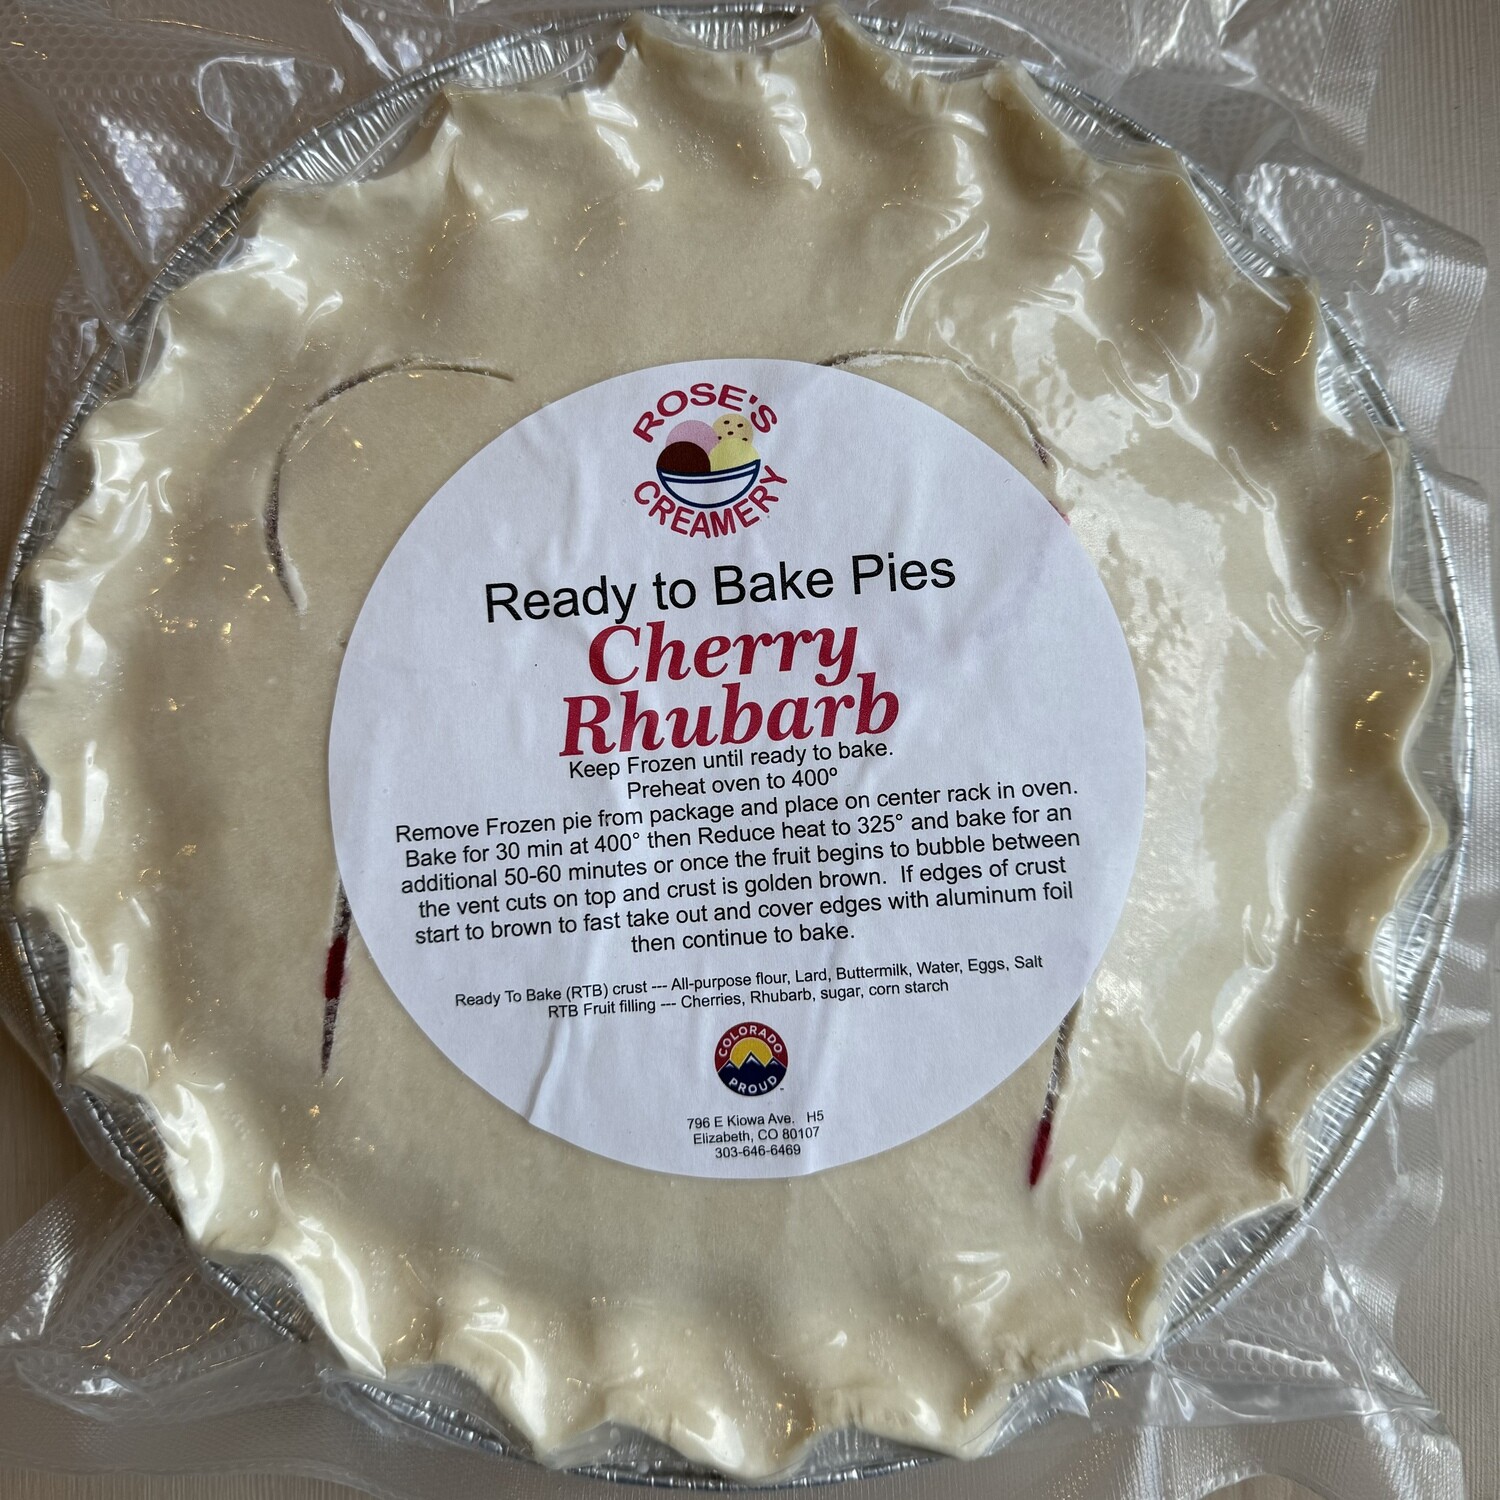 ROSE'S
CREAMERY
Ready to Bake Pies
Cherry
Rhubarb
Keep Frozen until ready to bake.
Preheat oven to 400º
Remove Frozen pie from package and place on center rack in oven.
Bake for 30 min at 400° then Reduce heat to 325° and bake for an
additional 50-60 minutes or once the fruit begins to bubble between
the vent cuts on top and crust is golden brown.  If edges of crust
start to brown to fast take out and cover edges with aluminum foil
then continue to bake.
Ready To Bake (RTB) crust --- All-purpose flour, Lard, Buttermilk, Water, Eggs, Salt
RTB Fruit filling --- Cherries, Rhubarb, sugar, corn starch
COLORADO
PROUD™
796 E Kiowa Ave.   H5
Elizabeth, CO 80107
303-646-6469